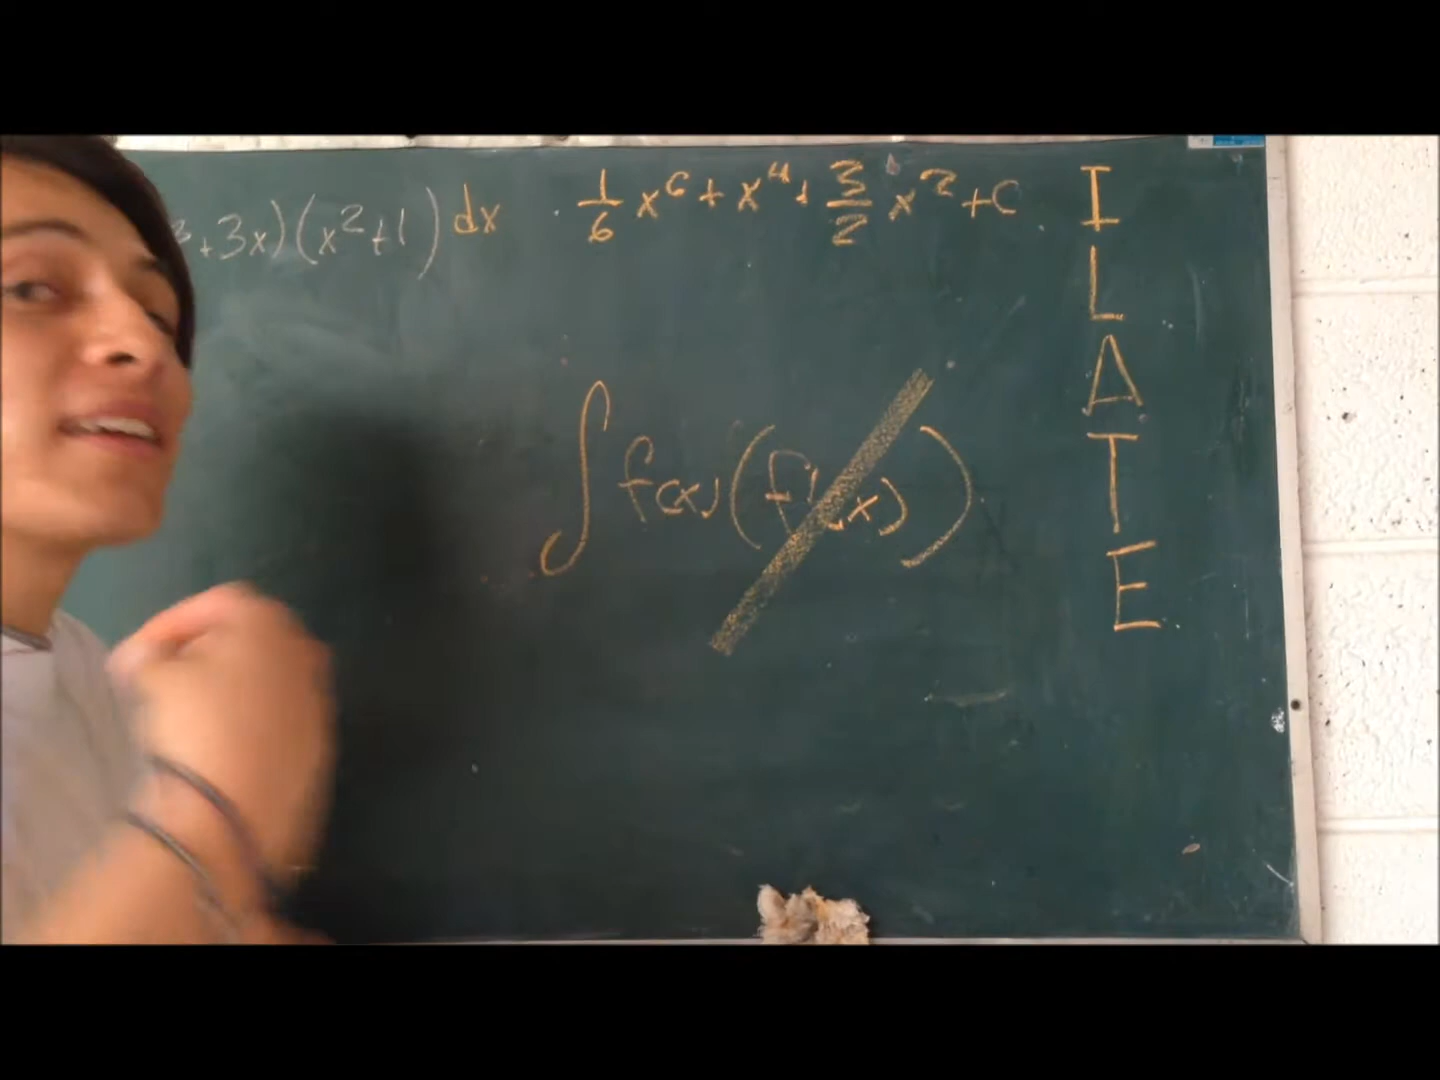 ³+3x)(x²+1) dx 1/6 x⁶ + x⁴ + 3/2 x² + C
∫ f(x) (f'(x))
I
L
A
T
E